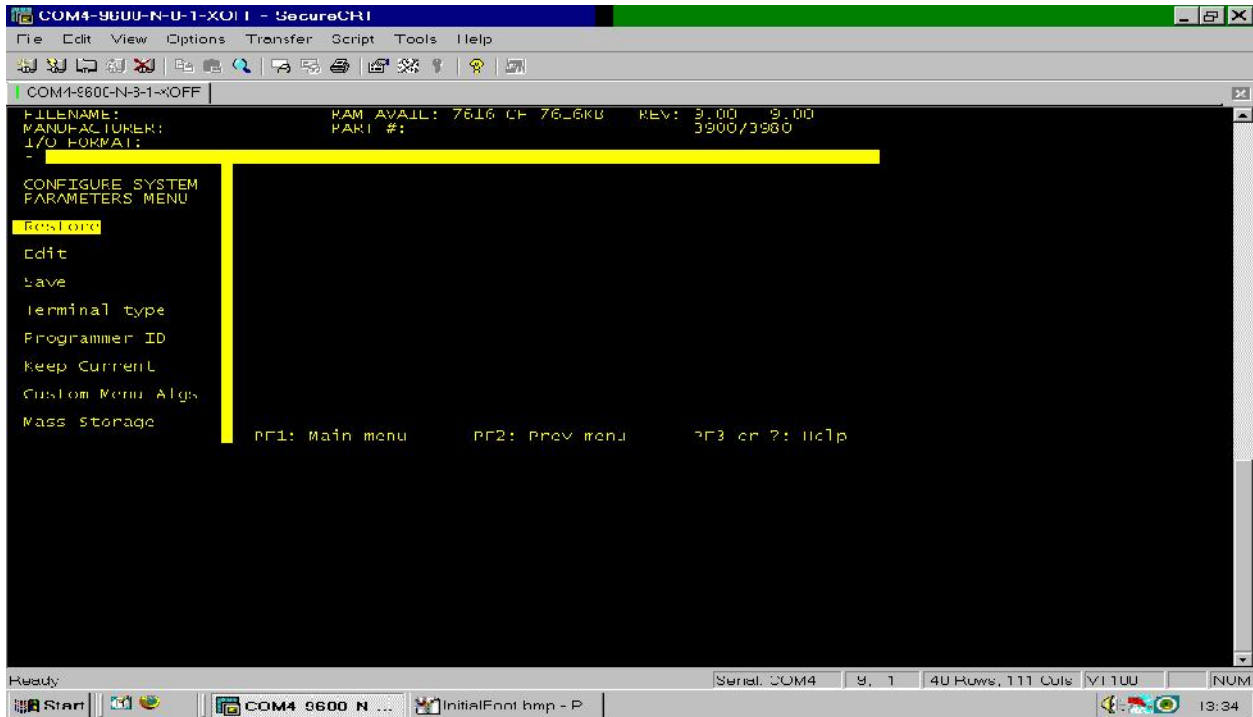 COM4-9600-N-8-1-XOFF - SecureCRT
File Edit View Options Transfer Script Tools Help
COM4-9600-N-8-1-XOFF
FILENAME: RAM AVAIL: 7616 OF 7616KB REV: 9.00 9.00
MANUFACTURER: PART #: 3900/3980
I/O FORMAT:
-
CONFIGURE SYSTEM
PARAMETERS MENU
Restore
Edit
Save
Terminal type
Programmer ID
Keep Current
Custom Menu Algs
Mass Storage
PF1: Main menu PF2: Prev menu PF3 or ?: Help
Ready Serial: COM4 9, 1 40 Rows, 111 Cols VT100 NUM
Start COM4 9600 N ... InitialFoot bmp - P 13:34